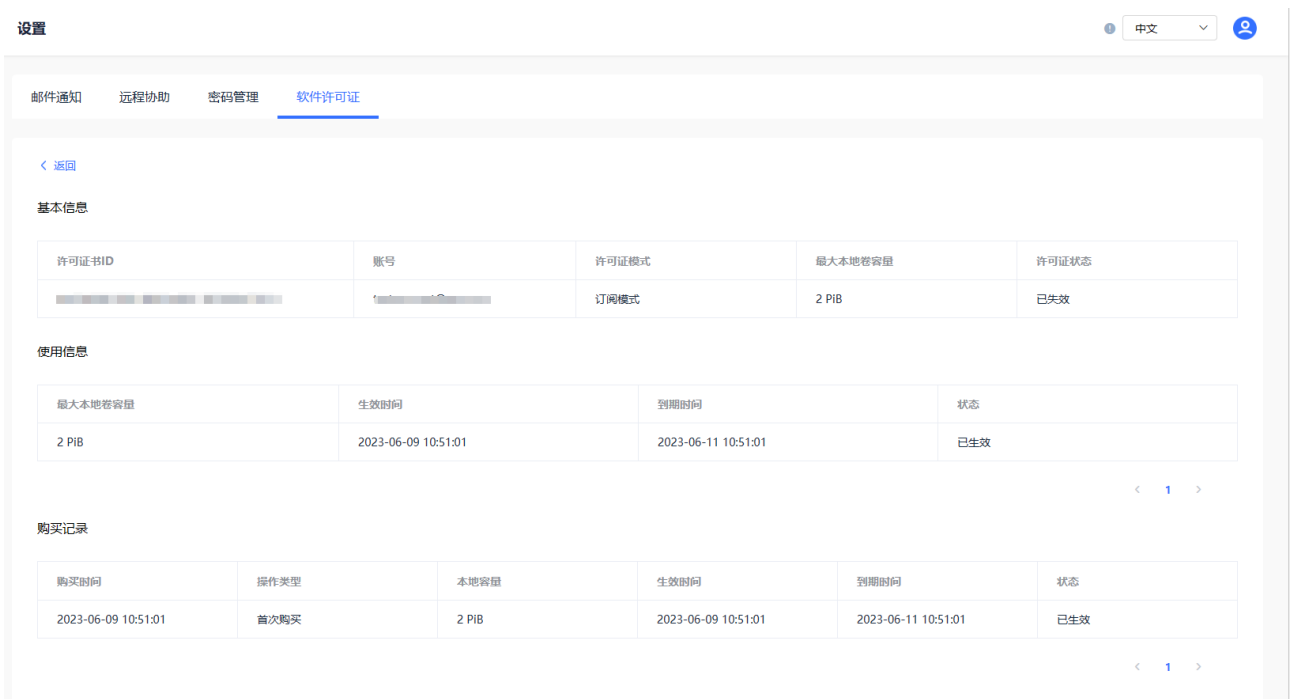 设置
中文
邮件通知 远程协助 密码管理 软件许可证
返回
基本信息
许可证书ID 账号 许可证模式 最大本地卷容量 许可证状态
订阅模式 2 PiB 已失效
使用信息
最大本地卷容量 生效时间 到期时间 状态
2 PiB 2023-06-09 10:51:01 2023-06-11 10:51:01 已生效
1
购买记录
购买时间 操作类型 本地容量 生效时间 到期时间 状态
2023-06-09 10:51:01 首次购买 2 PiB 2023-06-09 10:51:01 2023-06-11 10:51:01 已生效
1